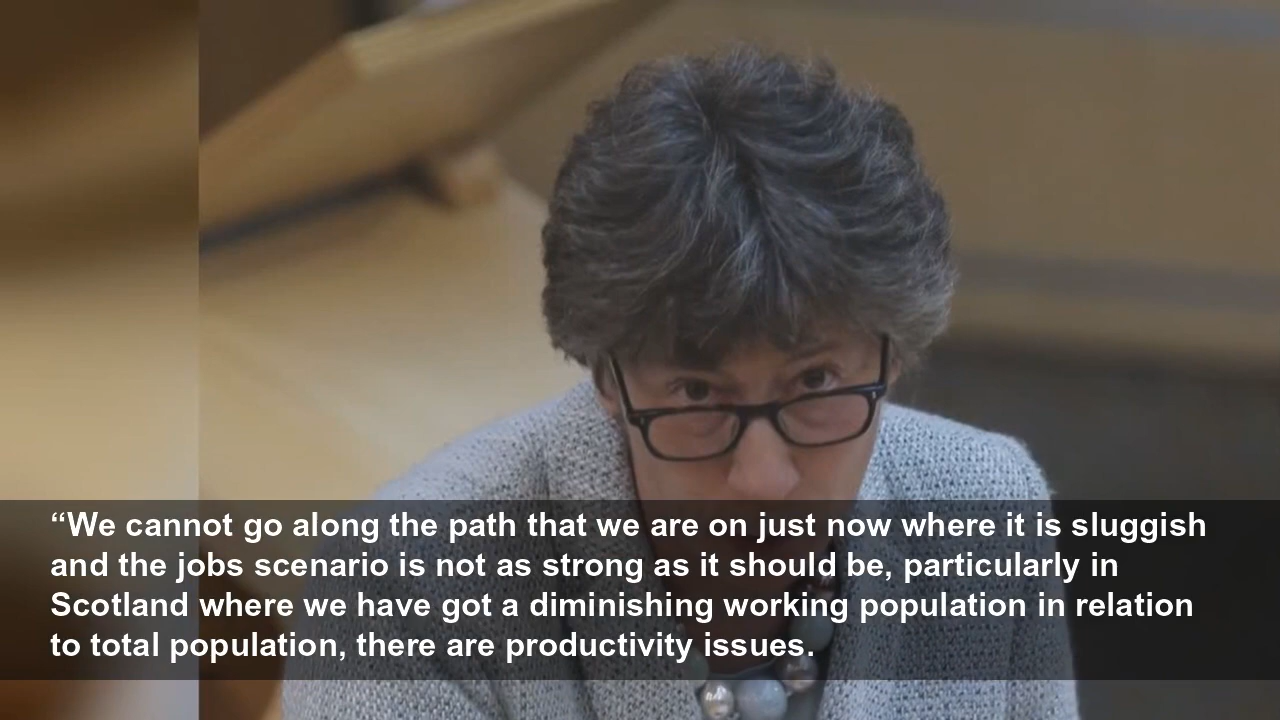 “We cannot go along the path that we are on just now where it is sluggish
and the jobs scenario is not as strong as it should be, particularly in
Scotland where we have got a diminishing working population in relation
to total population, there are productivity issues.